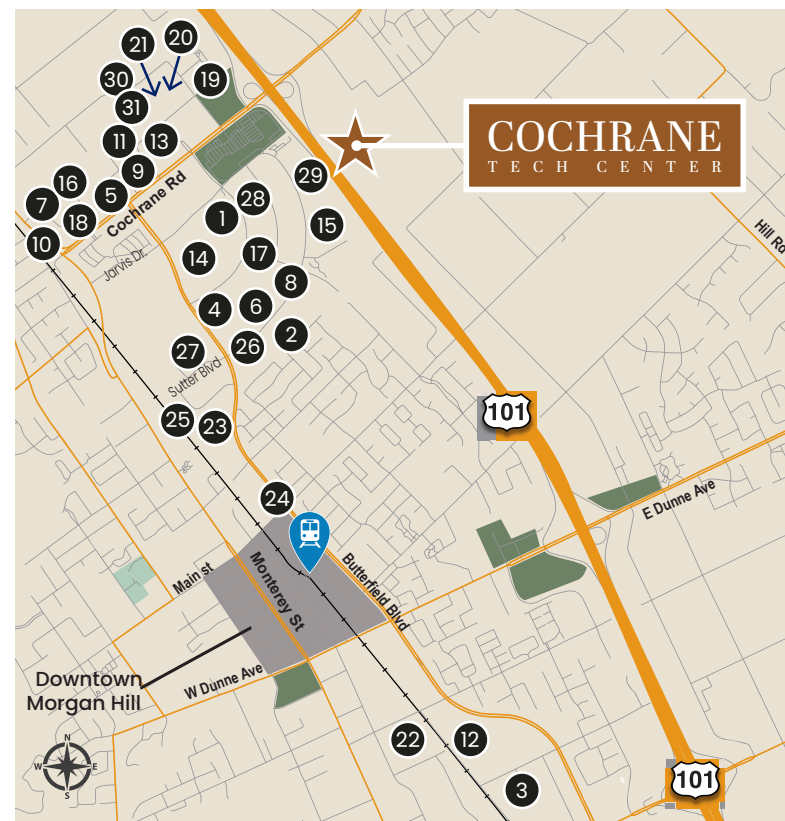 21
20
30
19
31
COCHRANE
TECH CENTER
11
13
9
29
16
5
28
7
18
1
15
Cochrane Rd
Hill Rd
10
14
17
Jarvis Dr.
8
4
6
2
27
26
Sutter Blvd
101
25
23
24
E Dunne Ave
Main st
Monterey St
Butterfield Blvd
Downtown
Morgan Hill
W Dunne Ave
22
12
N
W
E
S
3
101